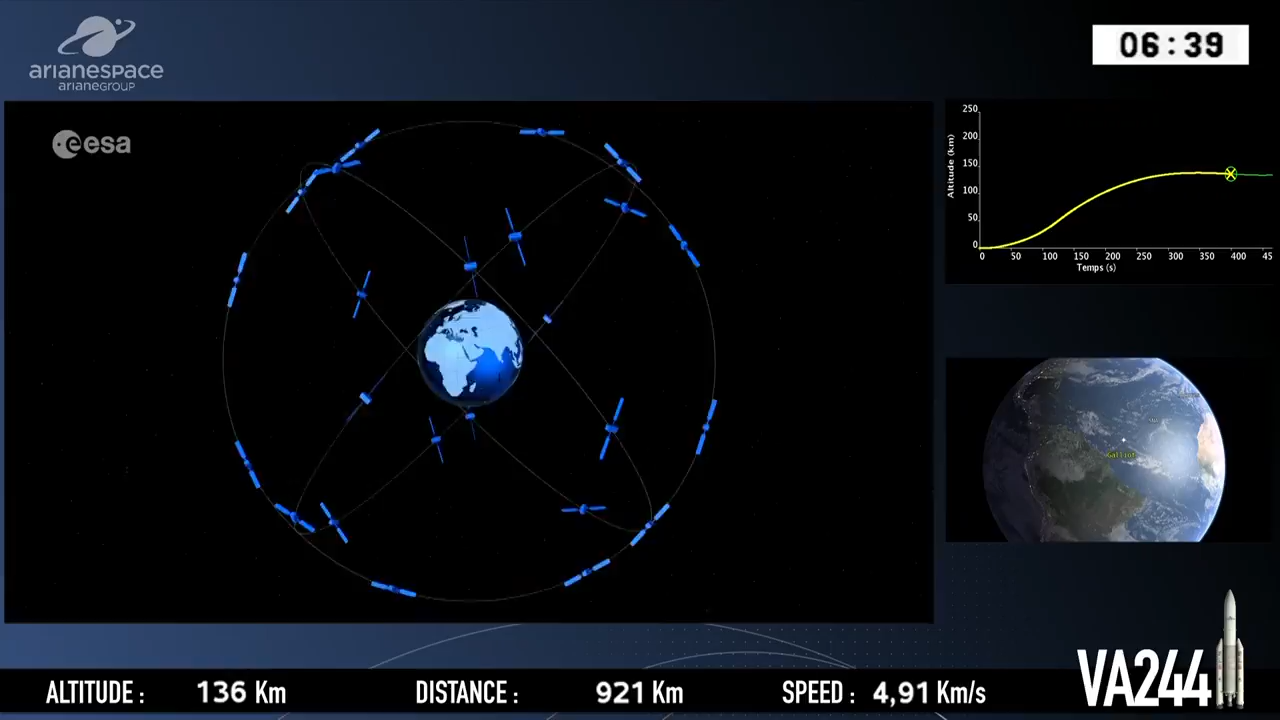 arianespace
arianeGROUP
06:39
esa
Altitude (km)
250
200
150
100
50
0
0 50 100 150 200 250 300 350 400 45
Temps (s)
Galliot
VA244
ALTITUDE : 136 Km DISTANCE : 921 Km SPEED : 4,91 Km/s